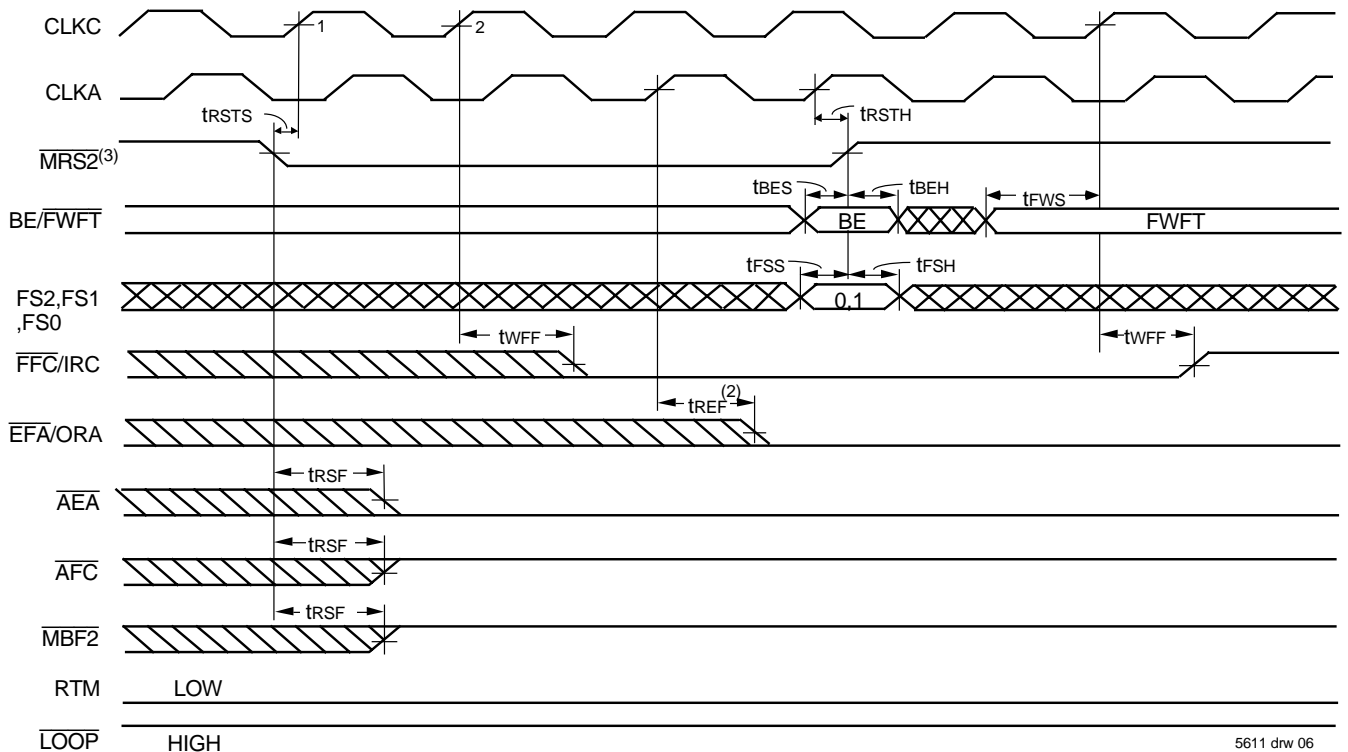 CLKC
1
2
CLKA
tRSTS
tRSTH
MRS2(3)
tBES
tBEH
tFWS
BE/FWFT
BE
FWFT
tFSS
tFSH
FS2,FS1
,FS0
0,1
tWFF
tWFF
FFC/IRC
tREF(2)
EFA/ORA
tRSF
AEA
tRSF
AFC
tRSF
MBF2
RTM
LOW
LOOP
HIGH
5611 drw 06